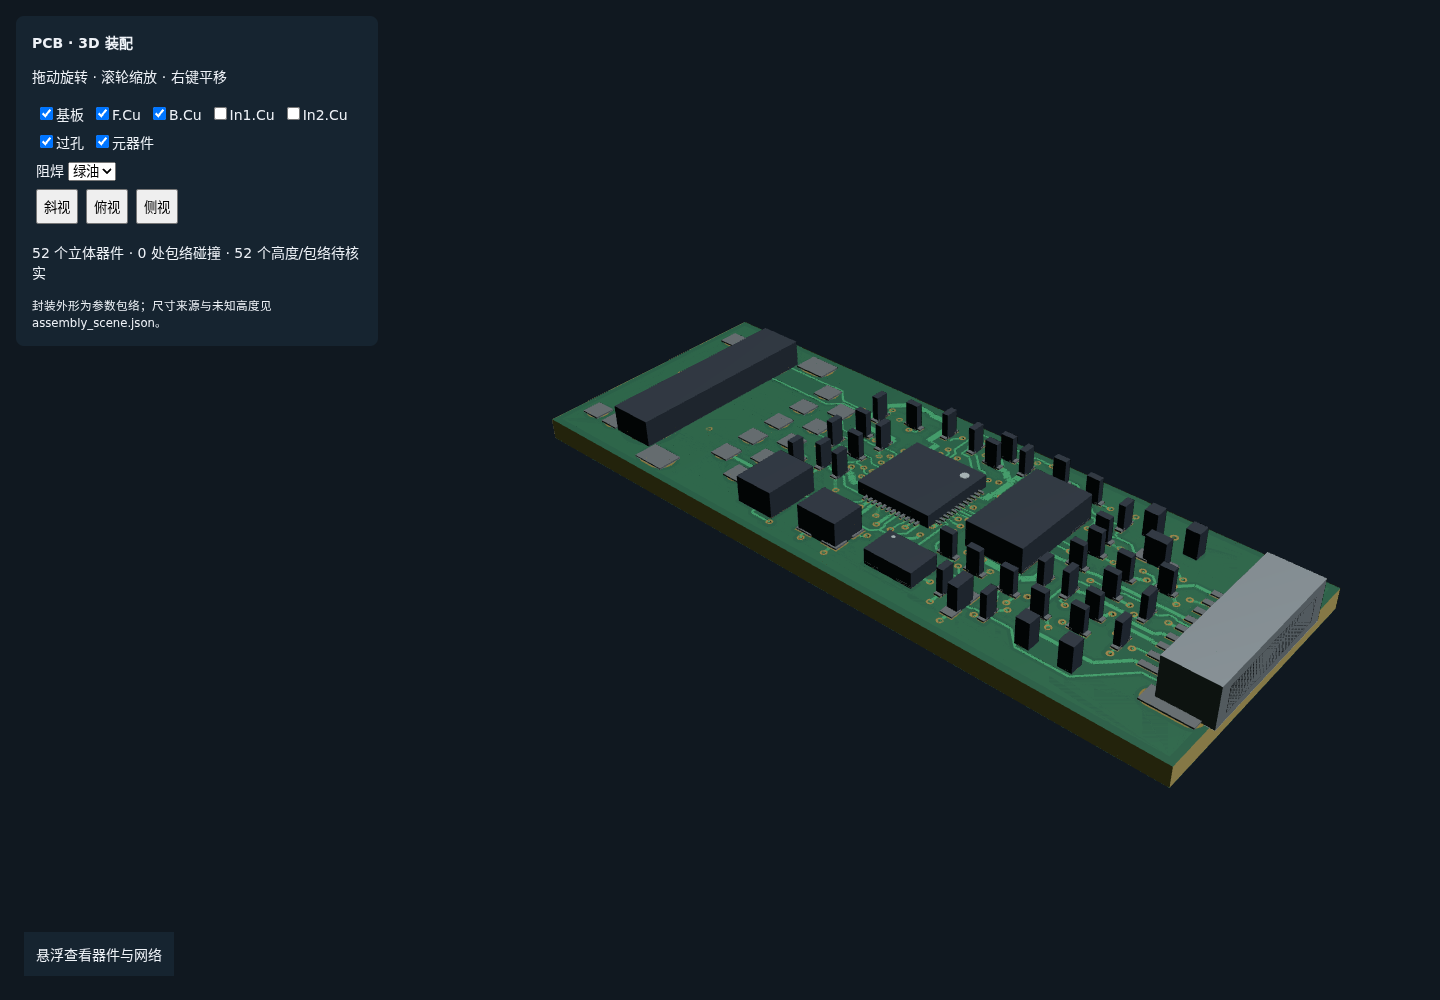 PCB · 3D 装配
拖动旋转 · 滚轮缩放 · 右键平移
基板 F.Cu B.Cu In1.Cu In2.Cu
过孔 元器件
阻焊 绿油
斜视 俯视 侧视
52 个立体器件 · 0 处包络碰撞 · 52 个高度/包络待核
实
封装外形为参数包络；尺寸来源与未知高度见
assembly_scene.json。
悬浮查看器件与网络